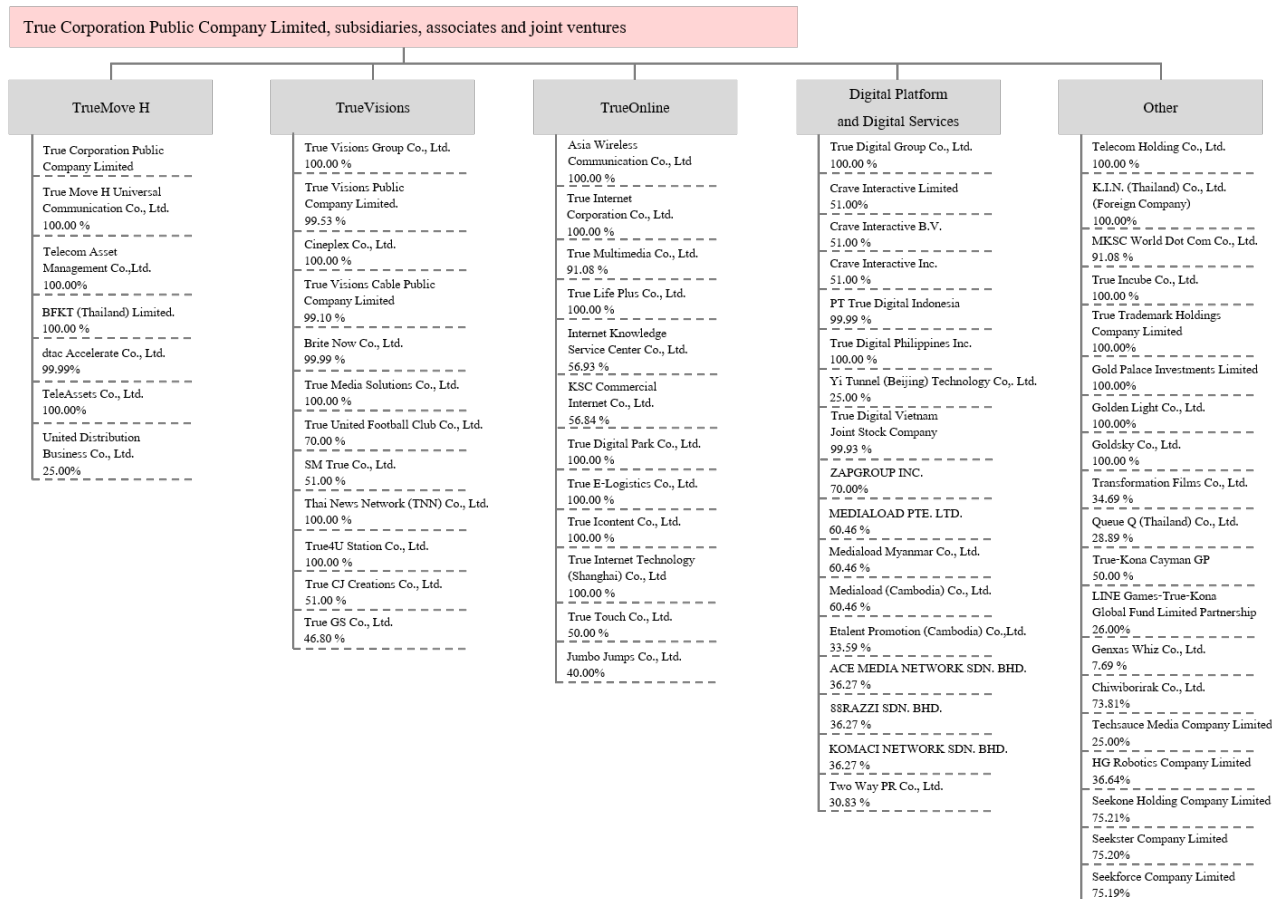 True Corporation Public Company Limited, subsidiaries, associates and joint ventures
TrueMove H
True Corporation Public
Company Limited
True Move H Universal
Communication Co., Ltd.
100.00 %
Telecom Asset
Management Co.,Ltd.
100.00%
BFKT (Thailand) Limited.
100.00 %
dtac Accelerate Co., Ltd.
99.99%
TeleAssets Co., Ltd.
100.00%
United Distribution
Business Co., Ltd.
25.00%
TrueVisions
True Visions Group Co., Ltd.
100.00 %
True Visions Public
Company Limited.
99.53 %
Cineplex Co., Ltd.
100.00 %
True Visions Cable Public
Company Limited
99.10 %
Brite Now Co., Ltd.
99.99 %
True Media Solutions Co., Ltd.
100.00 %
True United Football Club Co., Ltd.
70.00 %
SM True Co., Ltd.
51.00 %
Thai News Network (TNN) Co., Ltd.
100.00 %
True4U Station Co., Ltd.
100.00 %
True CJ Creations Co., Ltd.
51.00 %
True GS Co., Ltd.
46.80 %
TrueOnline
Asia Wireless
Communication Co., Ltd
100.00 %
True Internet
Corporation Co., Ltd.
100.00 %
True Multimedia Co., Ltd.
91.08 %
True Life Plus Co., Ltd.
100.00 %
Internet Knowledge
Service Center Co., Ltd.
56.93 %
KSC Commercial
Internet Co., Ltd.
56.84 %
True Digital Park Co., Ltd.
100.00 %
True E-Logistics Co., Ltd.
100.00 %
True Icontent Co., Ltd.
100.00 %
True Internet Technology
(Shanghai) Co., Ltd
100.00 %
True Touch Co., Ltd.
50.00 %
Jumbo Jumps Co., Ltd.
40.00%
Digital Platform
and Digital Services
True Digital Group Co., Ltd.
100.00 %
Crave Interactive Limited
51.00%
Crave Interactive B.V.
51.00 %
Crave Interactive Inc.
51.00 %
PT True Digital Indonesia
99.99 %
True Digital Philippines Inc.
100.00 %
Yi Tunnel (Beijing) Technology Co,. Ltd.
25.00 %
True Digital Vietnam
Joint Stock Company
99.93 %
ZAPGROUP INC.
70.00%
MEDIALOAD PTE. LTD.
60.46 %
Mediaload Myanmar Co., Ltd.
60.46 %
Mediaload (Cambodia) Co., Ltd.
60.46 %
Etalent Promotion (Cambodia) Co.,Ltd.
33.59 %
ACE MEDIA NETWORK SDN. BHD.
36.27 %
88RAZZI SDN. BHD.
36.27 %
KOMACI NETWORK SDN. BHD.
36.27 %
Two Way PR Co., Ltd.
30.83 %
Other
Telecom Holding Co., Ltd.
100.00 %
K.I.N. (Thailand) Co., Ltd.
(Foreign Company)
100.00%
MKSC World Dot Com Co., Ltd.
91.08 %
True Incube Co., Ltd.
100.00 %
True Trademark Holdings
Company Limited
100.00%
Gold Palace Investments Limited
100.00%
Golden Light Co., Ltd.
100.00%
Goldsky Co., Ltd.
100.00 %
Transformation Films Co., Ltd.
34.69 %
Queue Q (Thailand) Co., Ltd.
28.89 %
True-Kona Cayman GP
50.00 %
LINE Games-True-Kona
Global Fund Limited Partnership
26.00%
Genxas Whiz Co., Ltd.
7.69 %
Chiwiborirak Co., Ltd.
73.81%
Techsauce Media Company Limited
25.00%
HG Robotics Company Limited
36.64%
Seekone Holding Company Limited
75.21%
Seekster Company Limited
75.20%
Seekforce Company Limited
75.19%